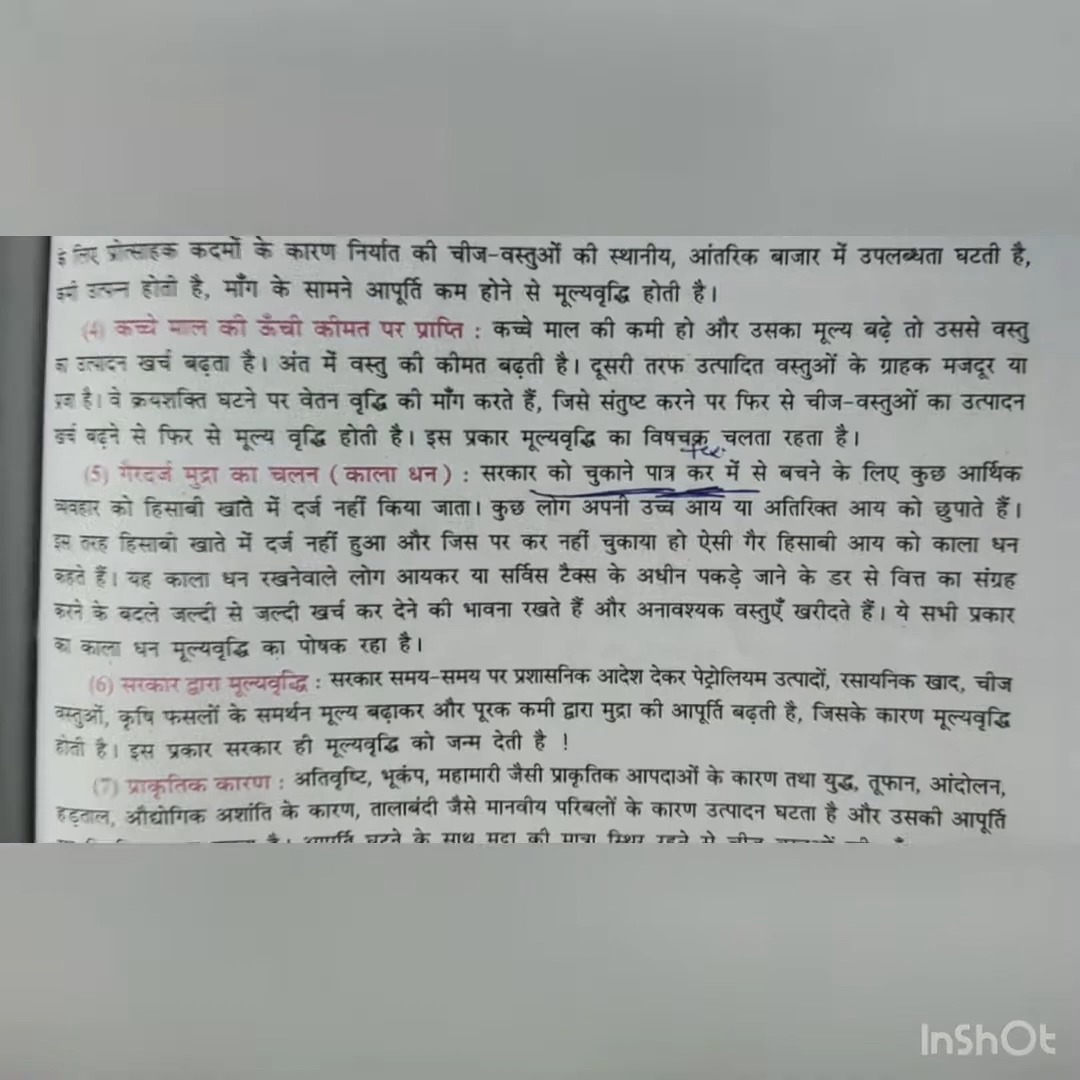 लिए प्रोत्साहक कदमों के कारण निर्यात की चीज-वस्तुओं की स्थानीय, आंतरिक बाजार में उपलब्धता घटती है,
उत्पन्न होती है, माँग के सामने आपूर्ति कम होने से मूल्यवृद्धि होती है।
(4) कच्चे माल की ऊँची कीमत पर प्राप्ति : कच्चे माल की कमी हो और उसका मूल्य बढ़े तो उससे वस्तु
का उत्पादन खर्च बढ़ता है। अंत में वस्तु की कीमत बढ़ती है। दूसरी तरफ उत्पादित वस्तुओं के ग्राहक मजदूर या
प्रजा है। वे क्रयशक्ति घटने पर वेतन वृद्धि की माँग करते हैं, जिसे संतुष्ट करने पर फिर से चीज-वस्तुओं का उत्पादन
खर्च बढ़ने से फिर से मूल्य वृद्धि होती है। इस प्रकार मूल्यवृद्धि का विषचक्र चलता रहता है।
(5) गैरदर्ज मुद्रा का चलन (काला धन) : सरकार को चुकाने पात्र कर में से बचने के लिए कुछ आर्थिक
व्यवहार को हिसाबी खाते में दर्ज नहीं किया जाता। कुछ लोग अपनी उच्च आय या अतिरिक्त आय को छुपाते हैं।
इस तरह हिसाबी खाते में दर्ज नहीं हुआ और जिस पर कर नहीं चुकाया हो ऐसी गैर हिसाबी आय को काला धन
कहते हैं। यह काला धन रखनेवाले लोग आयकर या सर्विस टैक्स के अधीन पकड़े जाने के डर से वित्त का संग्रह
करने के बदले जल्दी से जल्दी खर्च कर देने की भावना रखते हैं और अनावश्यक वस्तुएँ खरीदते हैं। ये सभी प्रकार
का काला धन मूल्यवृद्धि का पोषक रहा है।
(6) सरकार द्वारा मूल्यवृद्धि : सरकार समय-समय पर प्रशासनिक आदेश देकर पेट्रोलियम उत्पादों, रसायनिक खाद, चीज
वस्तुओं, कृषि फसलों के समर्थन मूल्य बढ़ाकर और पूरक कमी द्वारा मुद्रा की आपूर्ति बढ़ती है, जिसके कारण मूल्यवृद्धि
होती है। इस प्रकार सरकार ही मूल्यवृद्धि को जन्म देती है !
(7) प्राकृतिक कारण : अतिवृष्टि, भूकंप, महामारी जैसी प्राकृतिक आपदाओं के कारण तथा युद्ध, तूफान, आंदोलन,
हड़ताल, औद्योगिक अशांति के कारण, तालाबंदी जैसे मानवीय परिबलों के कारण उत्पादन घटता है और उसकी आपूर्ति
है। आपूर्ति घटने के साथ मुद्रा की मात्रा स्थिर रहने से चीज
InShOt